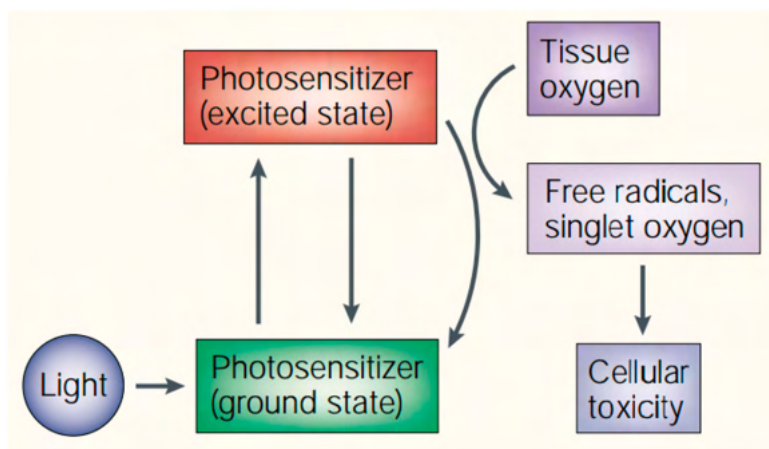 Photosensitizer
(excited state)
Tissue
oxygen
Free radicals,
singlet oxygen
Light
Photosensitizer
(ground state)
Cellular
toxicity